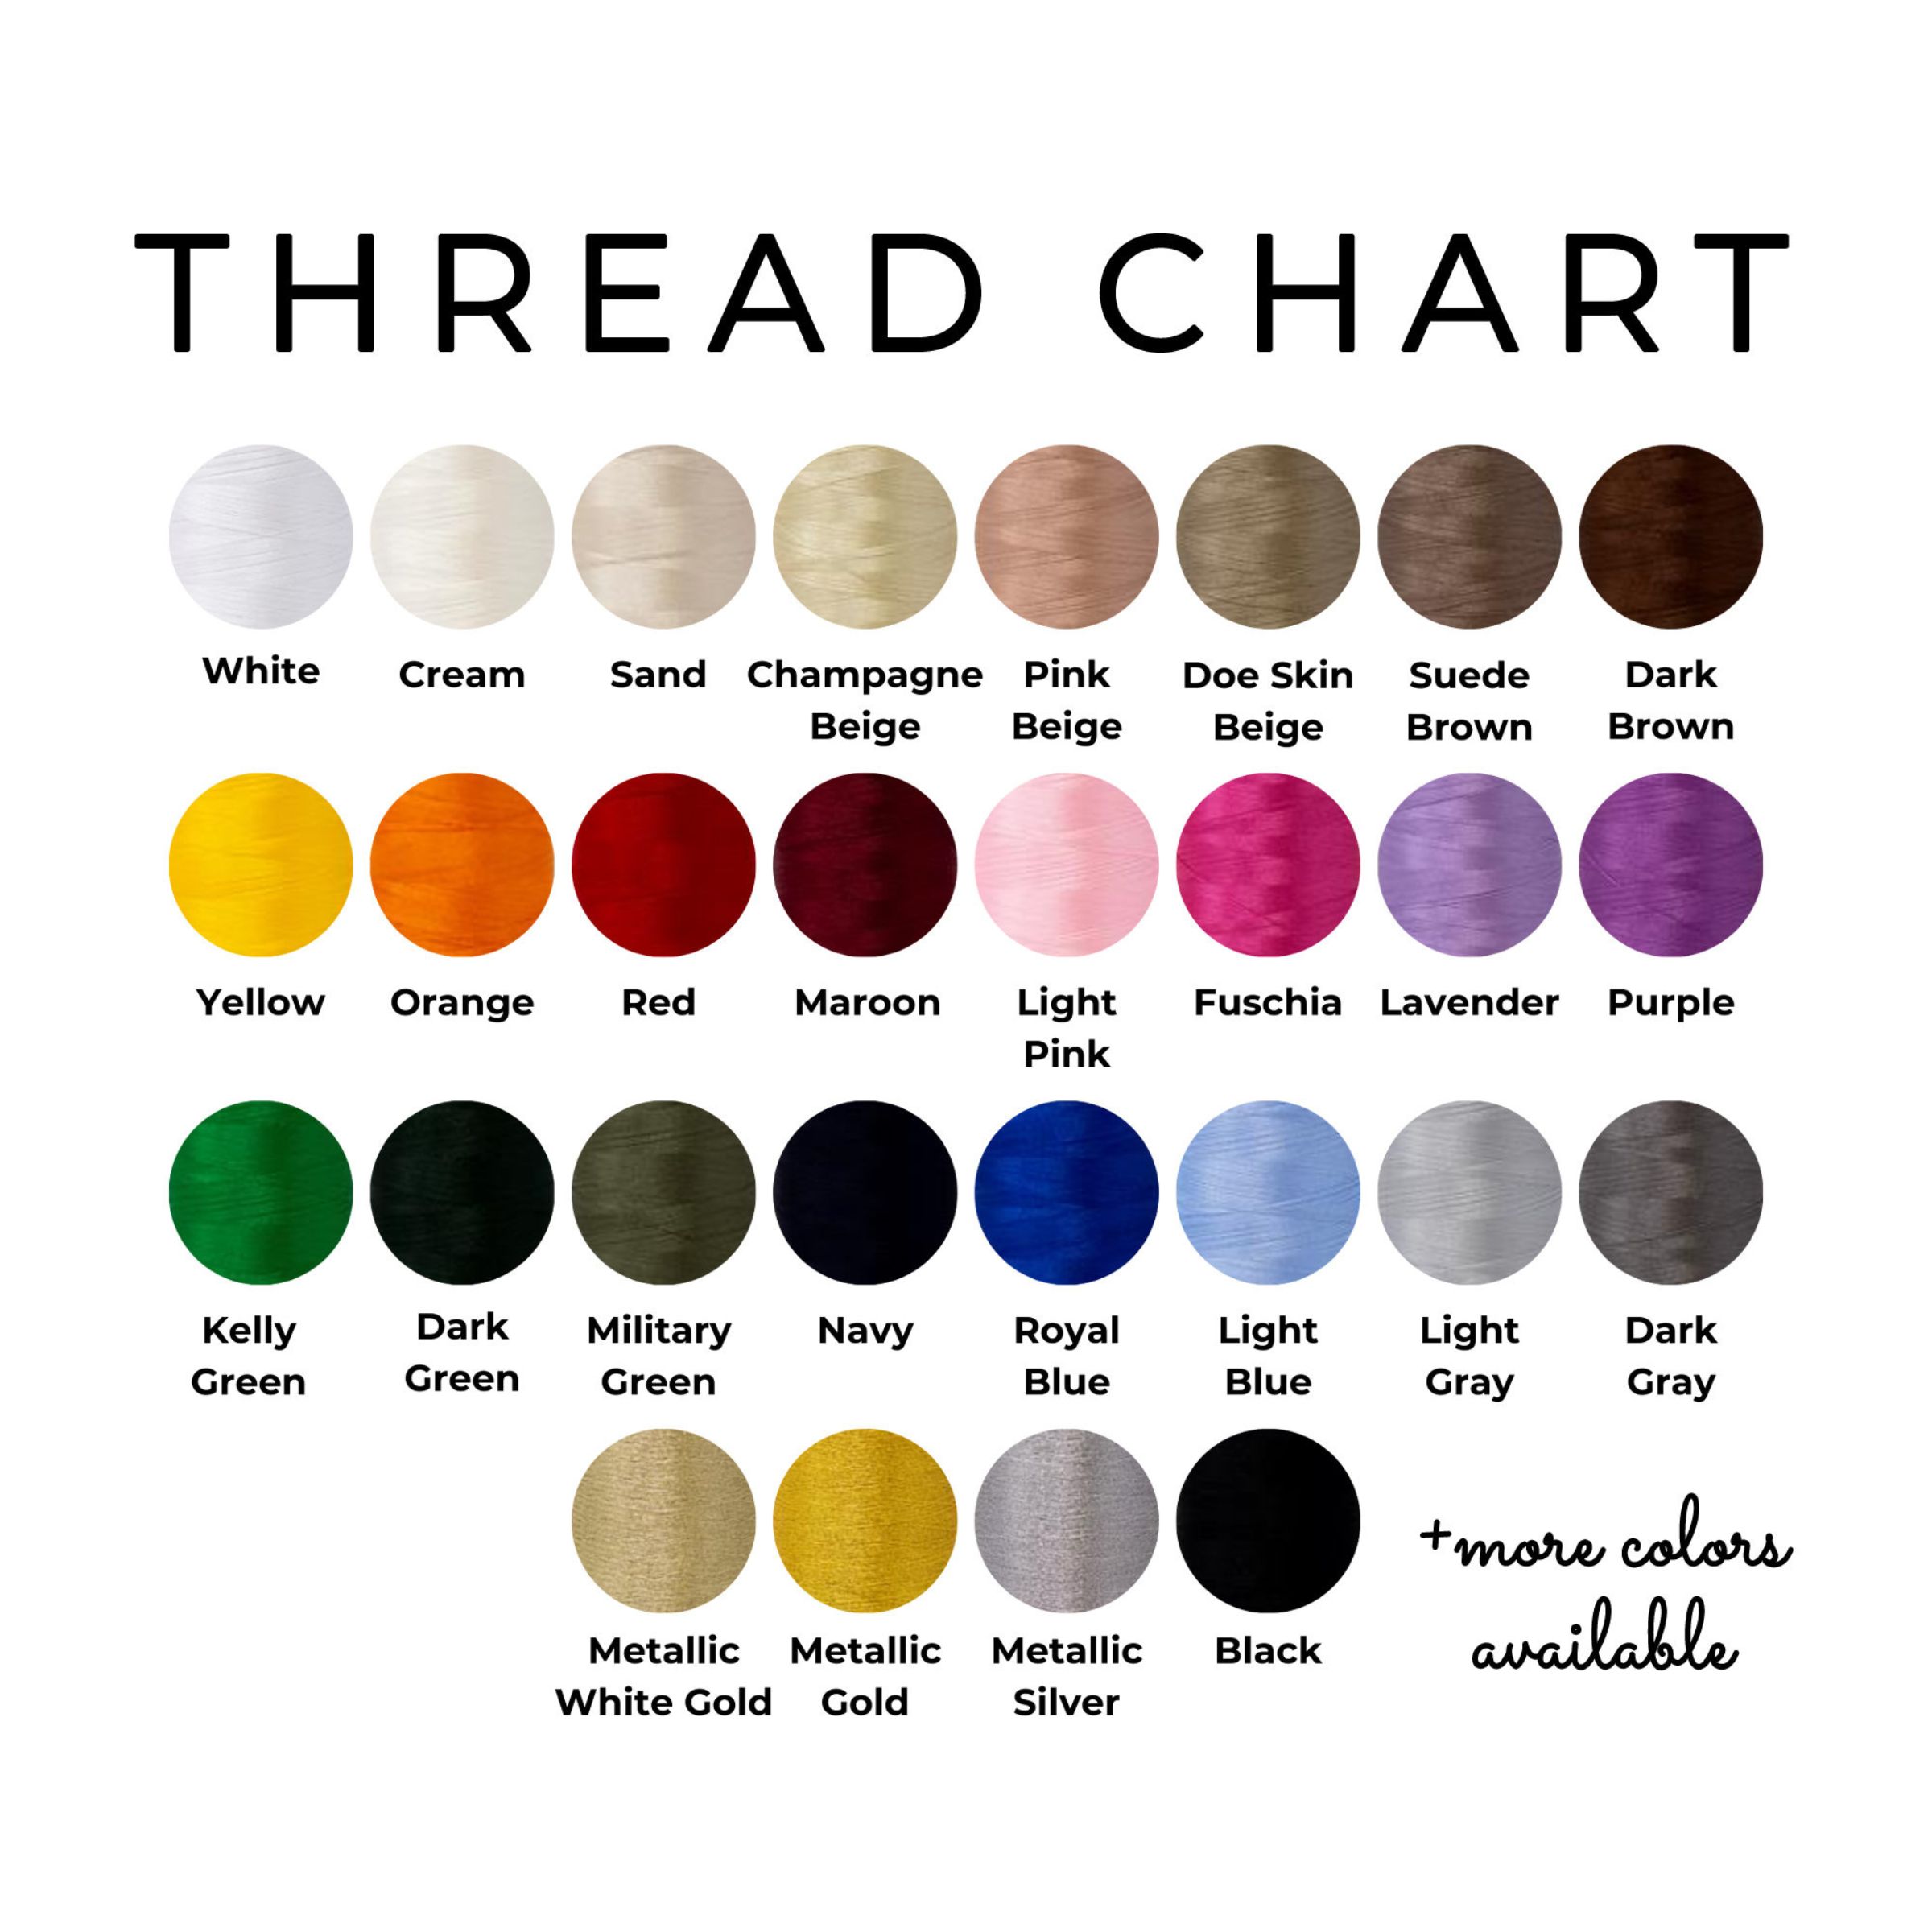 THREAD CHART
White Cream Sand Champagne Pink Doe Skin Suede Dark
Beige Beige Beige Brown Brown
Yellow Orange Red Maroon Light Fuschia Lavender Purple
Pink
Kelly Dark Military Navy Royal Light Light Dark
Green Green Green Blue Blue Gray Gray
Metallic Metallic Metallic Black
White Gold Gold Silver
+more colors
available